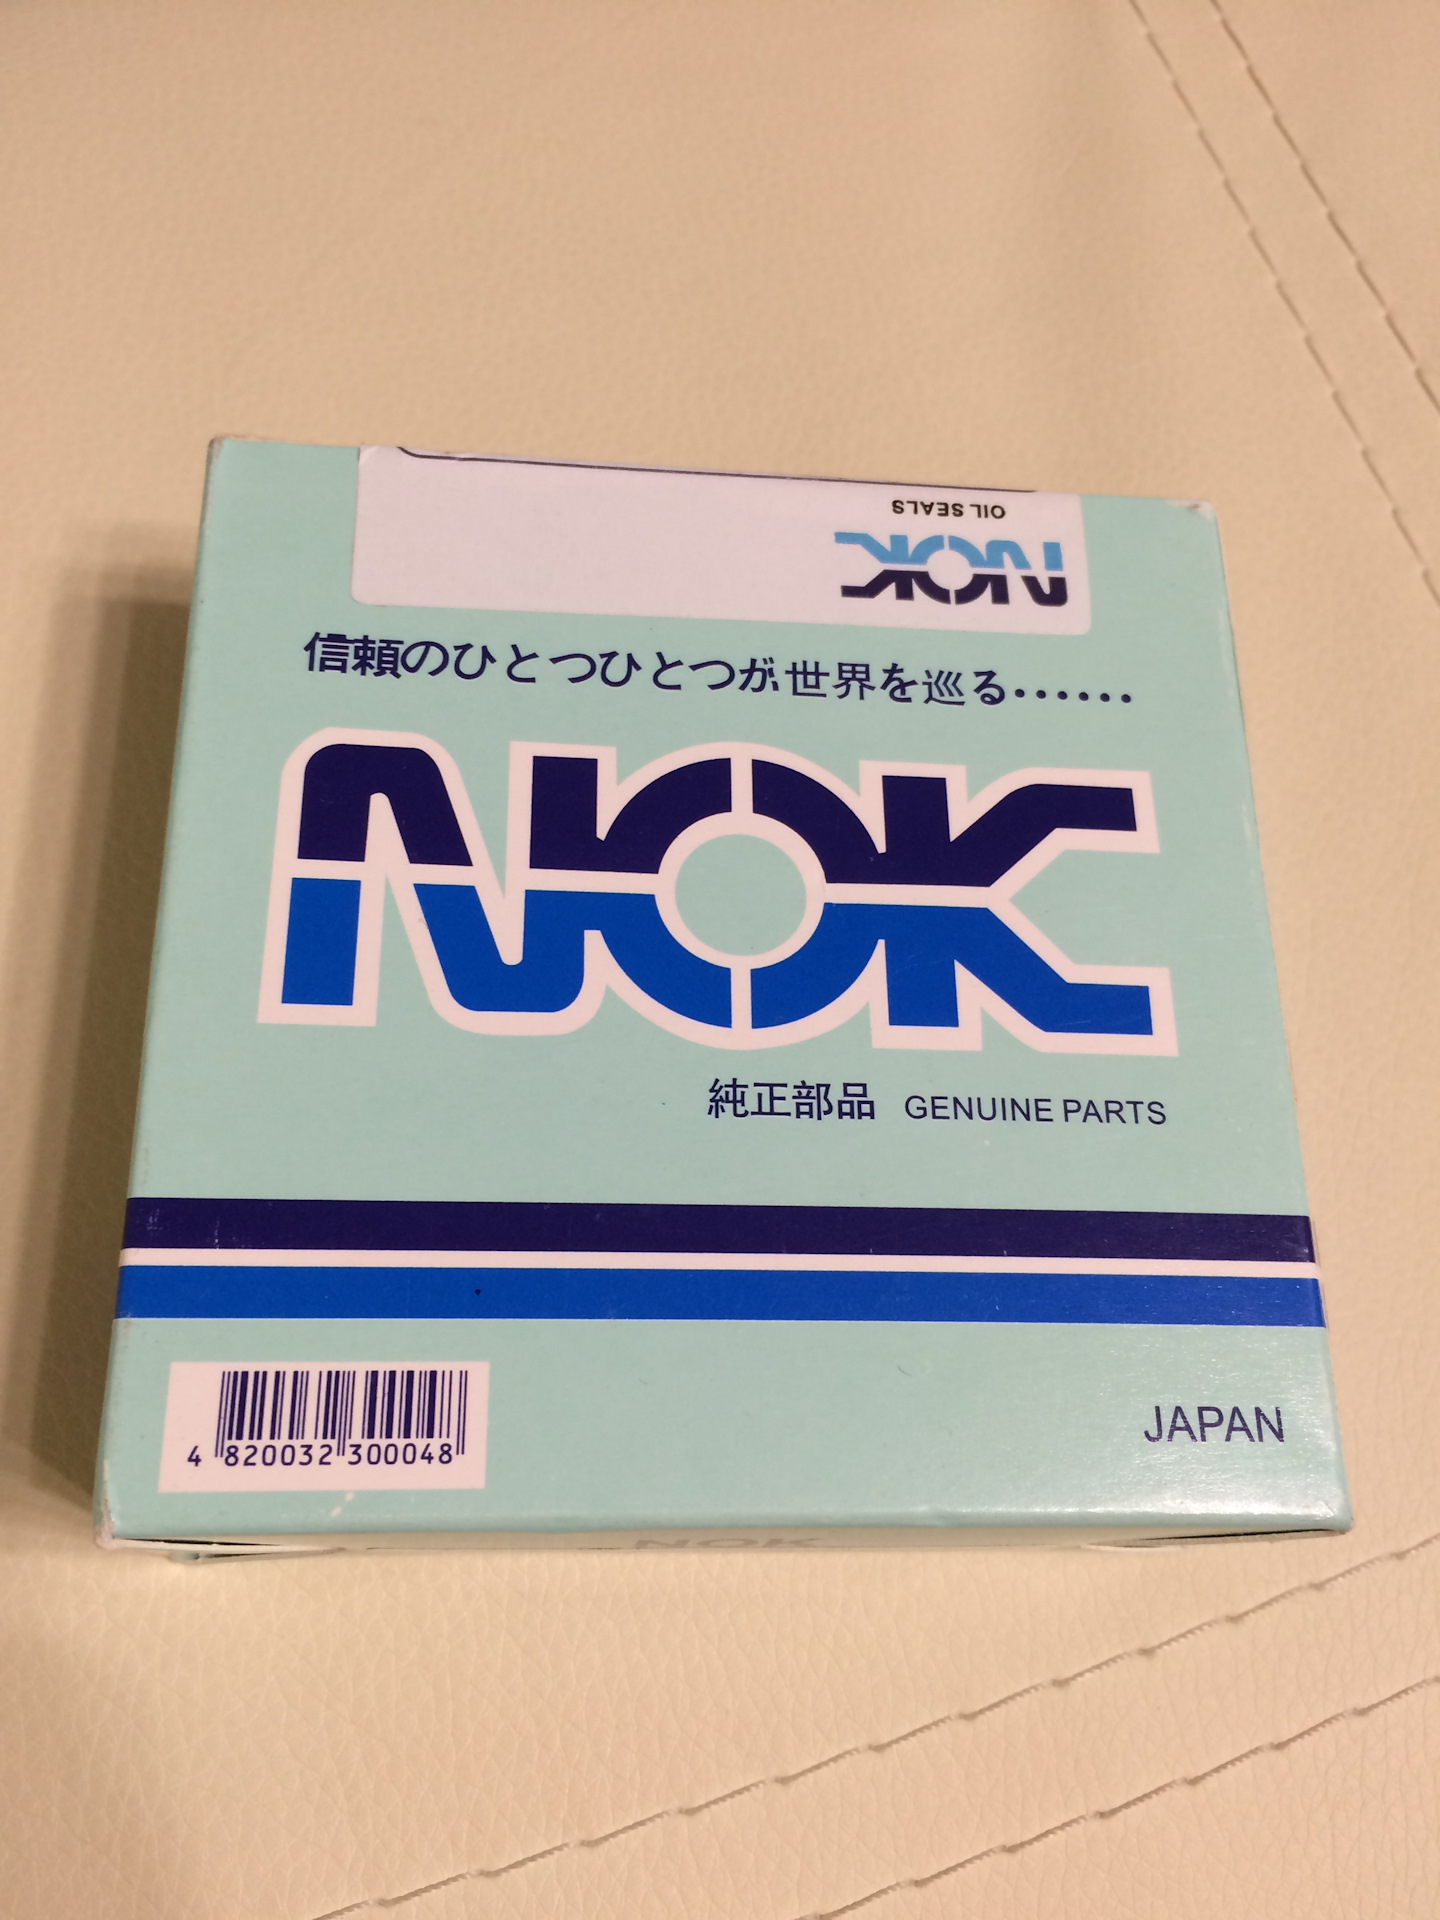 OIL SEALS
NOK
信頼のひとつひとつが世界を巡る······
NOK
純正部品 GENUINE PARTS
4 820032 300048
JAPAN
NOK